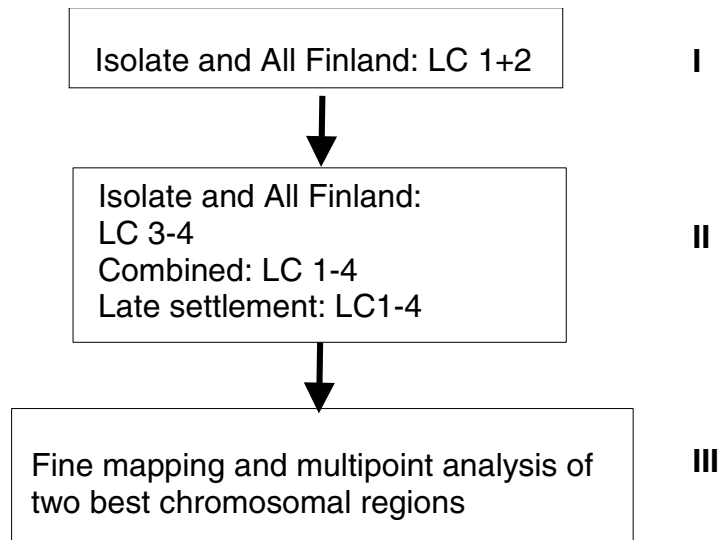 Isolate and All Finland: LC 1+2
I
Isolate and All Finland:
LC 3-4
Combined: LC 1-4
Late settlement: LC1-4
II
Fine mapping and multipoint analysis of
two best chromosomal regions
III